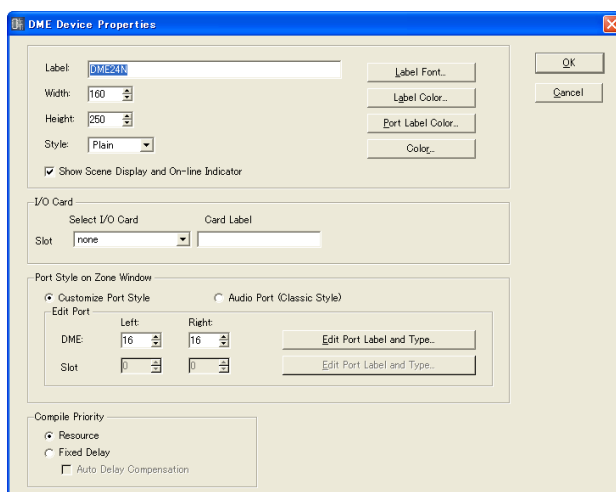 DME Device Properties
Label: DME24N
Label Font...
OK
Width: 160
Label Color...
Cancel
Height: 250
Port Label Color...
Style: Plain
Color...
Show Scene Display and On-line Indicator
I/O Card
Select I/O Card Card Label
Slot none
Port Style on Zone Window
Customize Port Style Audio Port (Classic Style)
Edit Port
Left: Right:
DME: 16 16 Edit Port Label and Type...
Slot 0 0 Edit Port Label and Type...
Compile Priority
Resource
Fixed Delay
Auto Delay Compensation